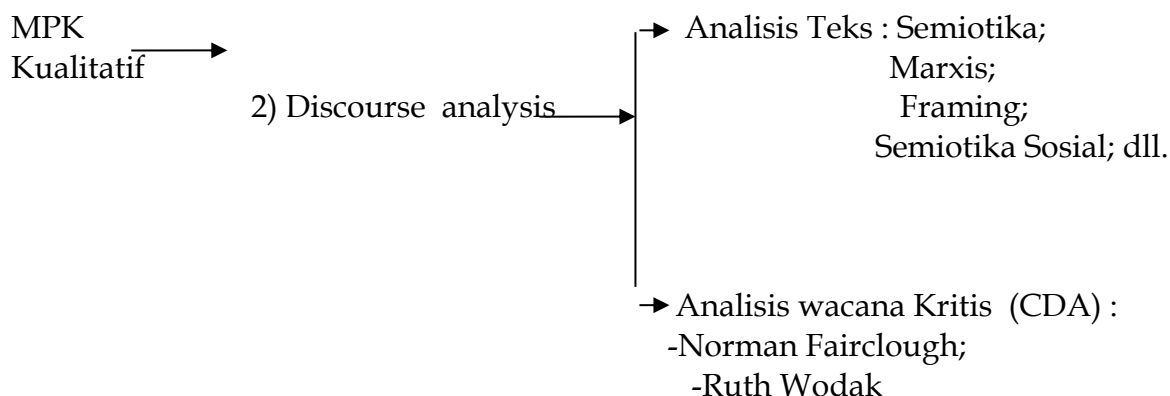 MPK
Kualitatif
2) Discourse analysis
Analisis Teks : Semiotika;
Marxis;
Framing;
Semiotika Sosial; dll.
Analisis wacana Kritis (CDA) :
-Norman Fairclough;
-Ruth Wodak